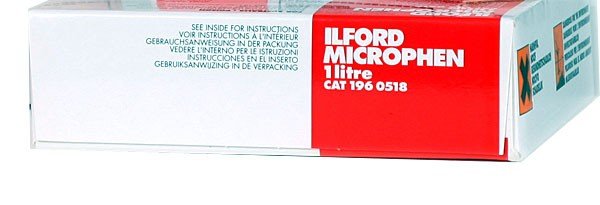 SEE INSIDE FOR INSTRUCTIONS
VOIR INSTRUCTIONS A L'INTERIEUR
GEBRAUCHSANWEISUNG IN DER PACKUNG
VEDERE L'INTERNO PER LE ISTRUZIONI
INSTRUCCIONES EN EL INSERTO
GEBRUIKSANWIJZING IN DE VERPAKKING
ILFORD
MICROPHEN
1 litre
CAT 196 0518